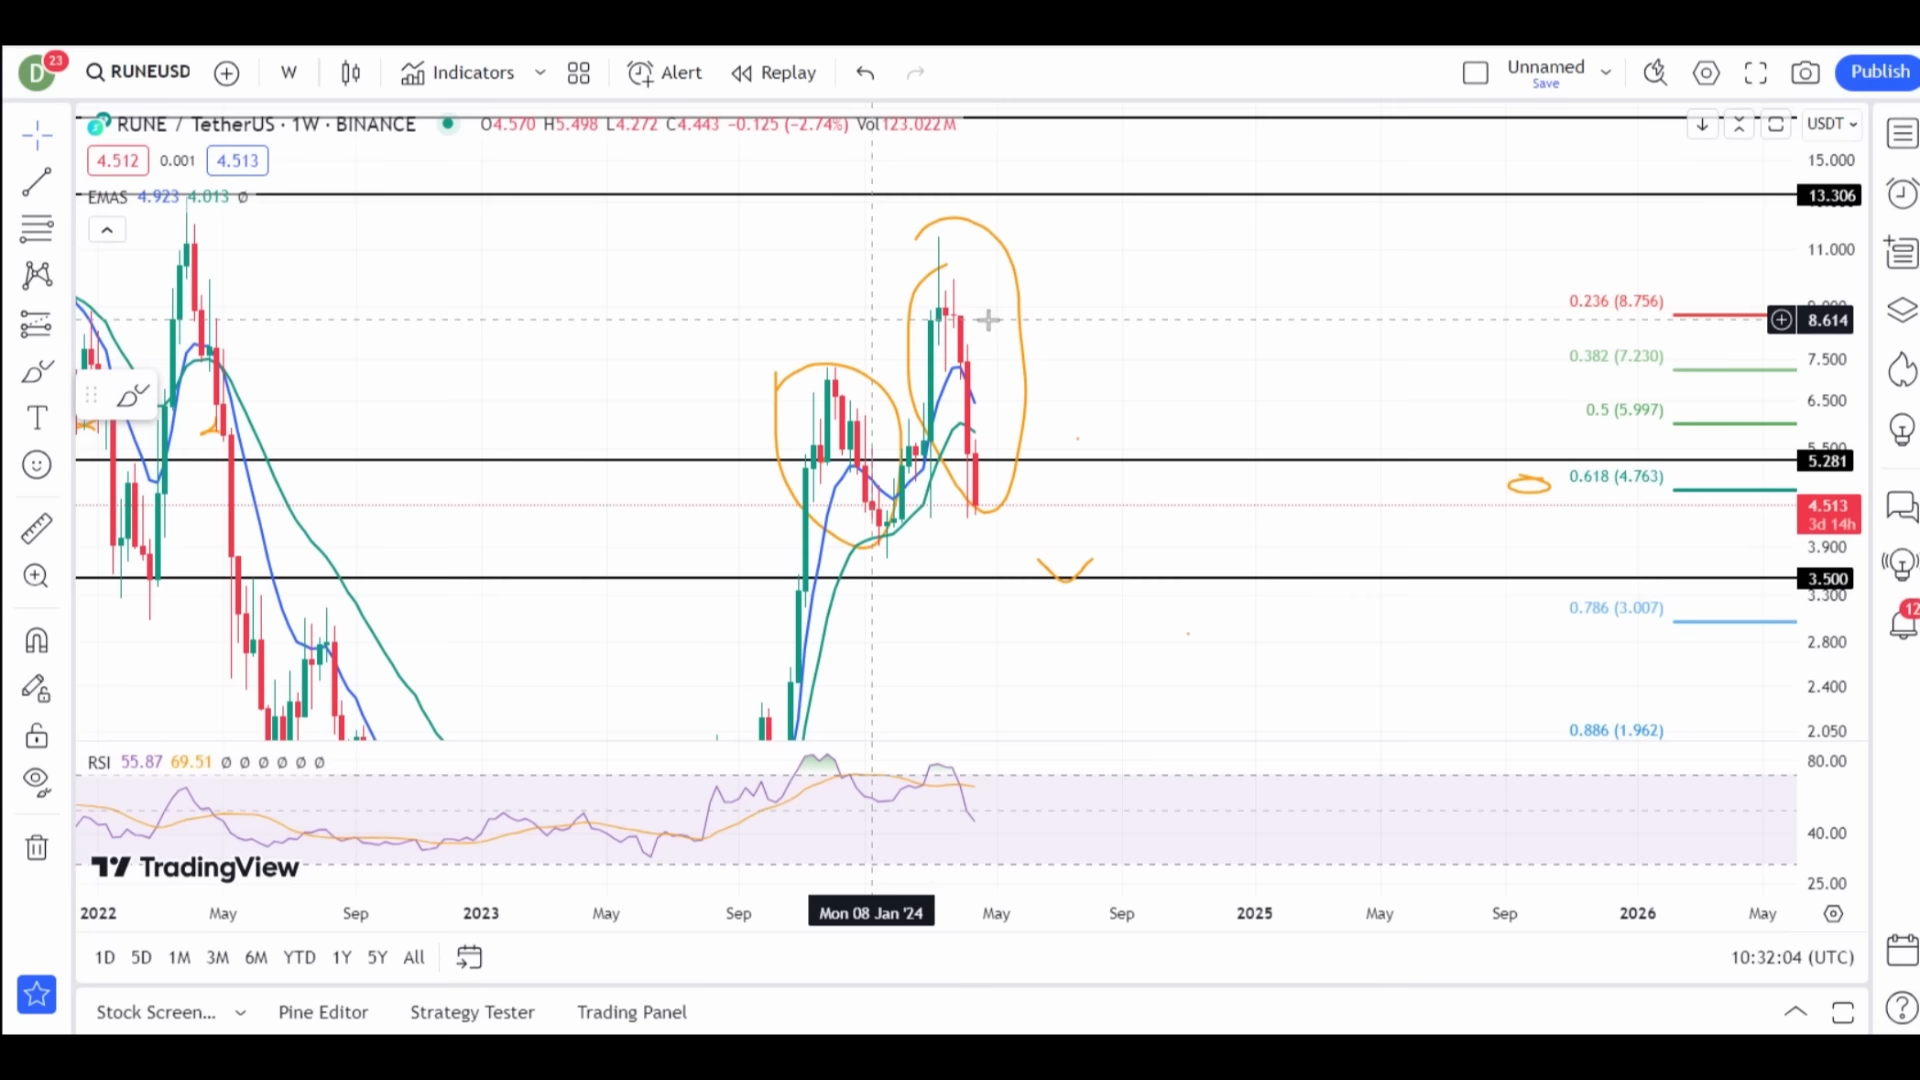 D 23 RUNEUSD W Indicators Alert Replay Unnamed Save Publish
RUNE / TetherUS · 1W · BINANCE O4.570 H5.498 L4.272 C4.443 −0.125 (−2.74%) Vol123.022M USDT
4.512 0.001 4.513
15.000
EMAS 4.923 4.013 ∅
13.306
11.000
0.236 (8.756)
8.614
0.382 (7.230)
7.500
6.500
0.5 (5.997)
5.500
5.281
0.618 (4.763)
4.513
3d 14h
3.900
3.500
3.300
0.786 (3.007)
12
2.800
2.400
0.886 (1.962)
2.050
RSI 55.87 69.51 ∅ ∅ ∅ ∅ ∅ ∅
80.00
40.00
TradingView
25.00
2022 May Sep 2023 May Sep Mon 08 Jan '24 May Sep 2025 May Sep 2026 May
1D 5D 1M 3M 6M YTD 1Y 5Y All
10:32:04 (UTC)
Stock Screen... Pine Editor Strategy Tester Trading Panel